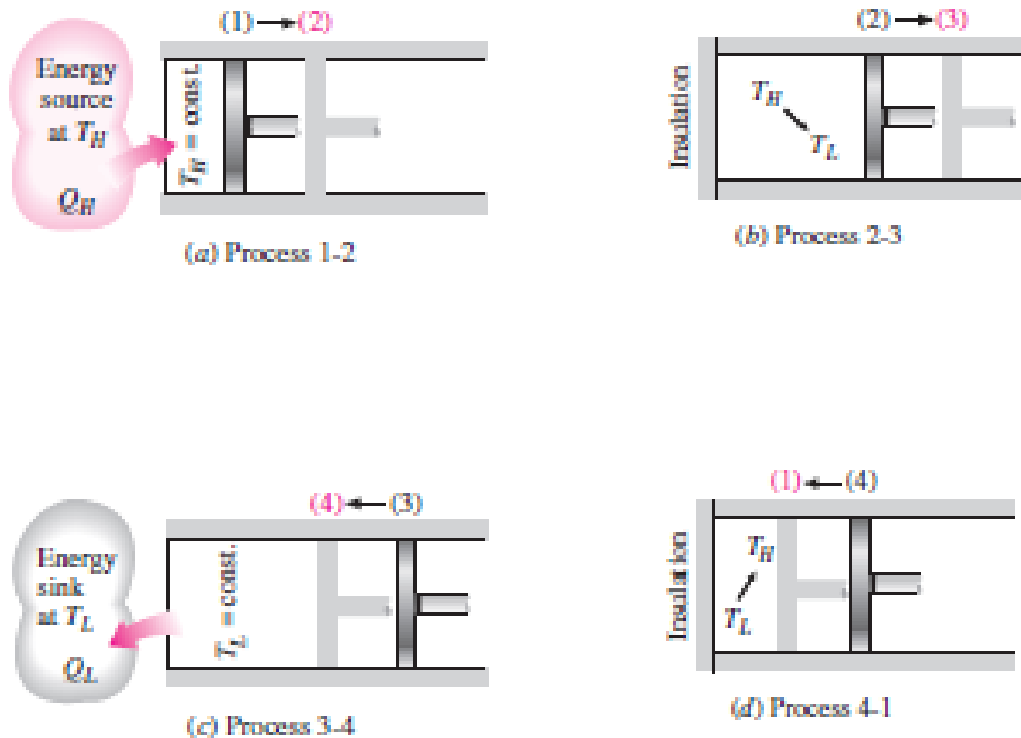 (1) → (2)
Energy
source
at T_H
Q_H
T_H = const.
(a) Process 1-2
(2) → (3)
Insulation
T_H
T_L
(b) Process 2-3
(4) ← (3)
Energy
sink
at T_L
Q_L
T_L = const.
(c) Process 3-4
(1) ← (4)
Insulation
T_H
T_L
(d) Process 4-1